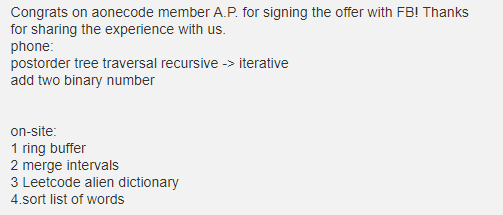 Congrats on aonecode member A.P. for signing the offer with FB! Thanks
for sharing the experience with us.
phone:
postorder tree traversal recursive -> iterative
add two binary number
on-site:
1 ring buffer
2 merge intervals
3 Leetcode alien dictionary
4.sort list of words